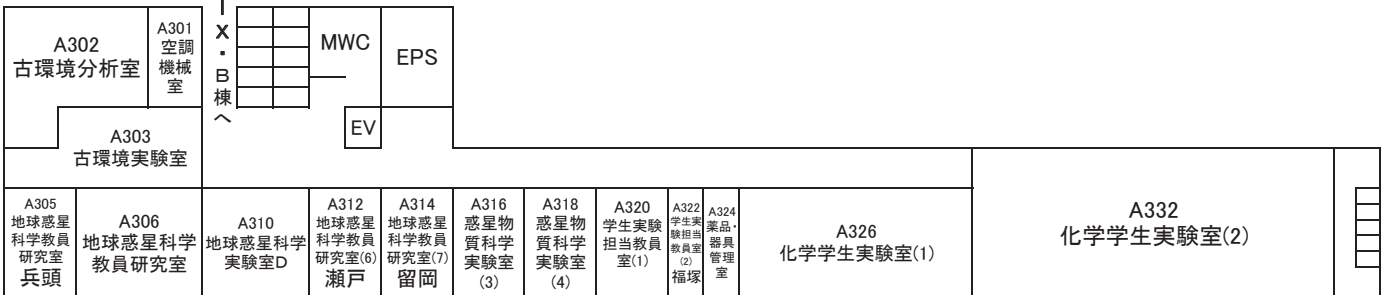 A302
古環境分析室
A301
空調
機械
室
IX・B棟へ
MWC
EPS
EV
A303
古環境実験室
A305
地球惑星
科学教員
研究室
兵頭
A306
地球惑星科学
教員研究室
A310
地球惑星科学
実験室D
A312
地球惑星
科学教員
研究室(6)
瀬戸
A314
地球惑星
科学教員
研究室(7)
留岡
A316
惑星物
質科学
実験室
(3)
A318
惑星物
質科学
実験室
(4)
A320
学生実験
担当教員
室(1)
A322
学生実
験担当
教員室
(2)
福塚
A324
薬品・
器具
管理
室
A326
化学学生実験室(1)
A332
化学学生実験室(2)